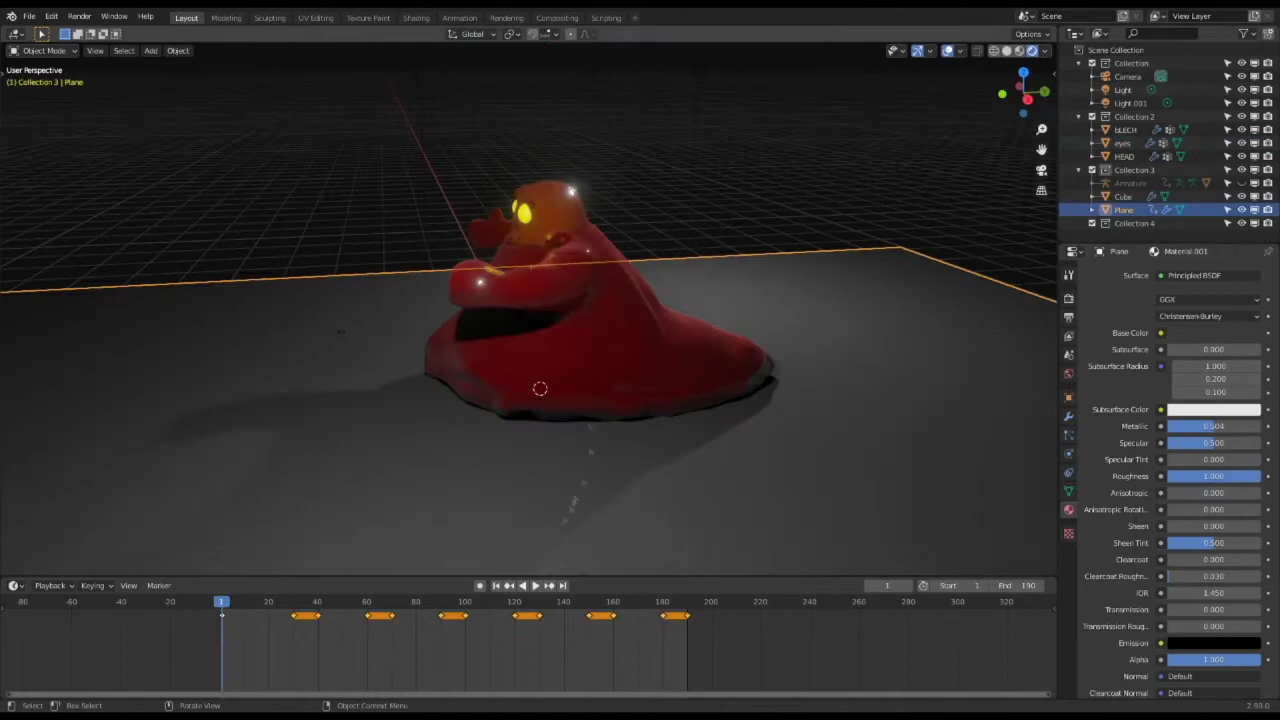 File Edit Render Window Help Layout Modeling Sculpting UV Editing Texture Paint Shading Animation Rendering Compositing Scripting + Scene View Layer
Global Options
Object Mode View Select Add Object
User Perspective
(1) Collection 3 | Plane
Scene Collection
Collection
Camera
Light
Light.001
Collection 2
bLECH
eyes
HEAD
Collection 3
Armature
Cube
Plane
Collection 4
Plane Material.001
Surface Principled BSDF
GGX
Christensen-Burley
Base Color
Subsurface 0.000
Subsurface Radius 1.000
0.200
0.100
Subsurface Color
Metallic 0.504
Specular 0.500
Specular Tint 0.000
Roughness 1.000
Anisotropic 0.000
Anisotropic Rotati... 0.000
Sheen 0.000
Sheen Tint 0.500
Clearcoat 0.000
Clearcoat Roughn... 0.030
IOR 1.450
Transmission 0.000
Transmission Roug... 0.000
Emission
Alpha 1.000
Normal Default
Clearcoat Normal Default
Playback Keying View Marker 1 Start 1 End 190
-80 -60 -40 -20 1 20 40 60 80 100 120 140 160 180 200 220 240 260 280 300 320
Select Box Select Rotate View Object Context Menu 2.90.0